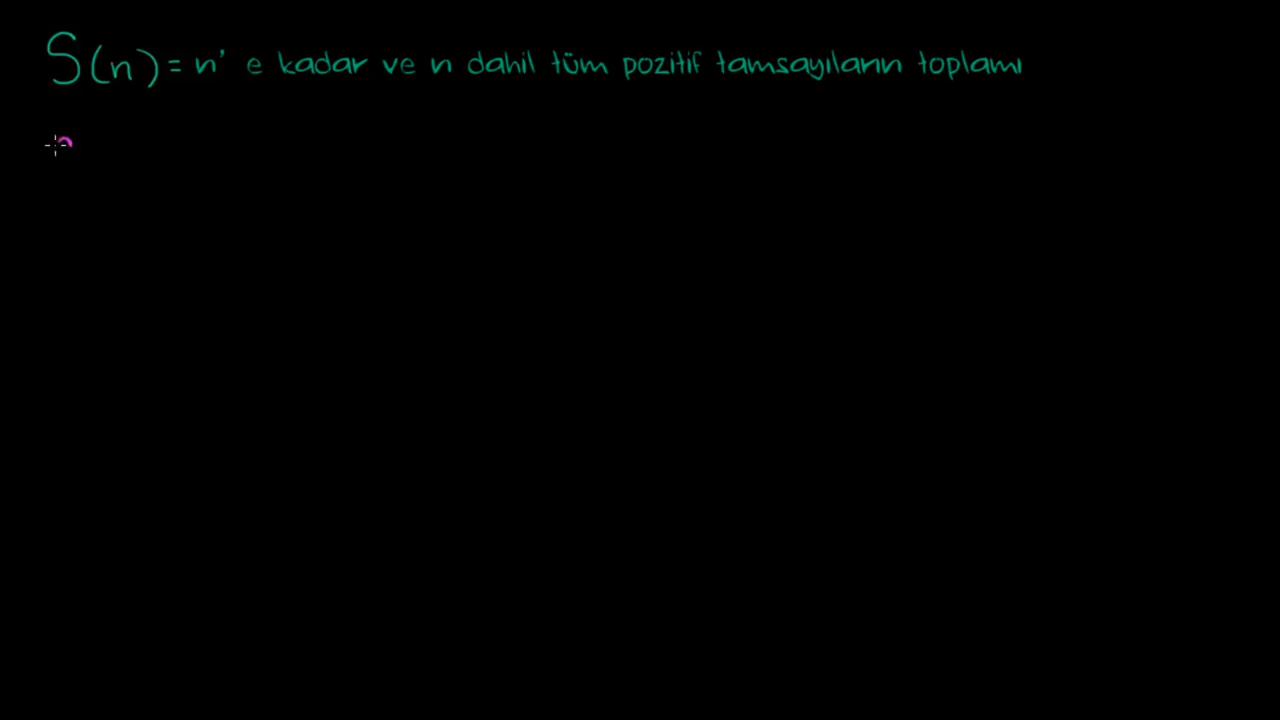 S(n) = n' e kadar ve n dahil tüm pozitif tamsayıların toplamı